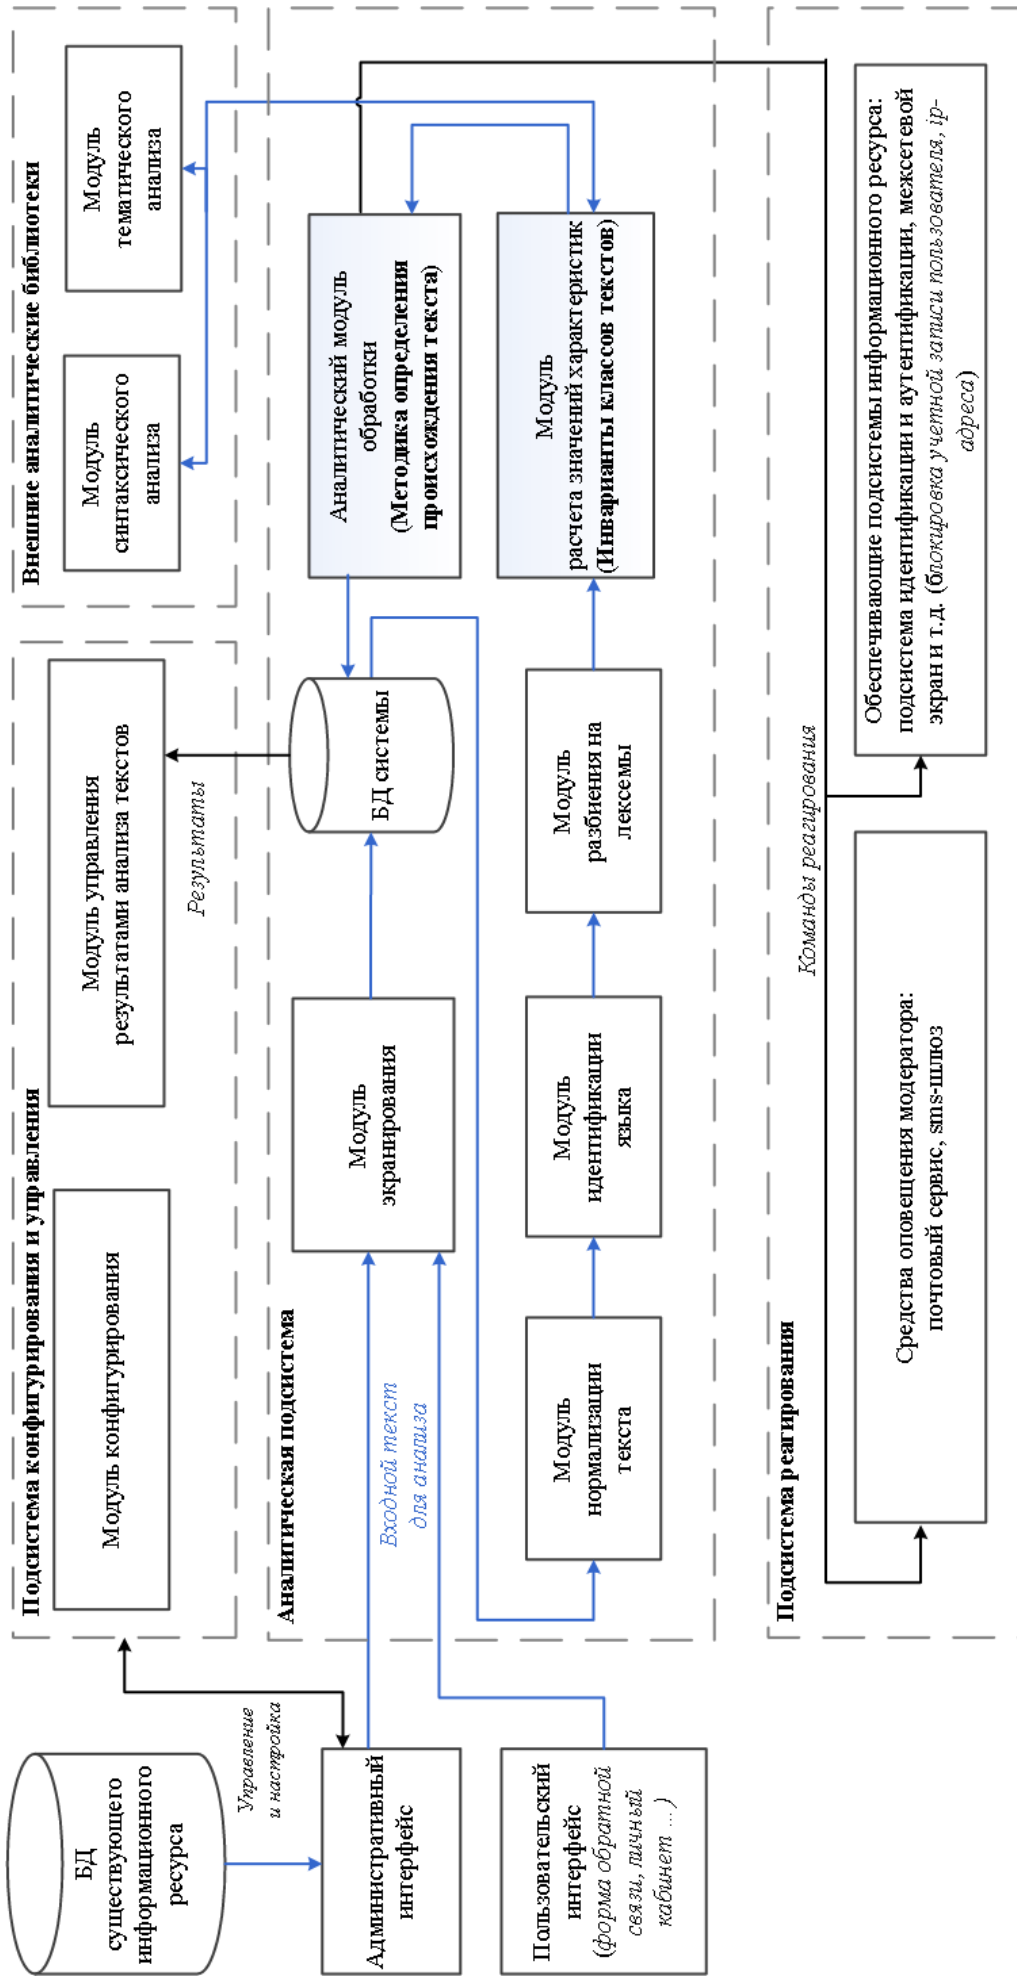 БД
существующего
информационного
ресурса
Управление
и настройка
Административный
интерфейс
Пользовательский
интерфейс
(форма обратной
связи, личный
кабинет ...)
Подсистема конфигурирования и управления
Модуль конфигурирования
Модуль управления
результатами анализа текстов
Результаты
Внешние аналитические библиотеки
Модуль
синтаксического
анализа
Модуль
тематического
анализа
Аналитическая подсистема
Входной текст
для анализа
Модуль
экранирования
БД системы
Аналитический модуль
обработки
(Методика определения
происхождения текста)
Модуль
нормализации
текста
Модуль
идентификации
языка
Модуль
разбиения на
лексемы
Модуль
расчета значений характеристик
(Инварианты классов текстов)
Подсистема реагирования
Команды реагирования
Средства оповещения модератора:
почтовый сервис, sms-шлюз
Обеспечивающие подсистемы информационного ресурса:
подсистема идентификации и аутентификации, межсетевой
экран и т.д. (блокировка учетной записи пользователя, ip-
адреса)